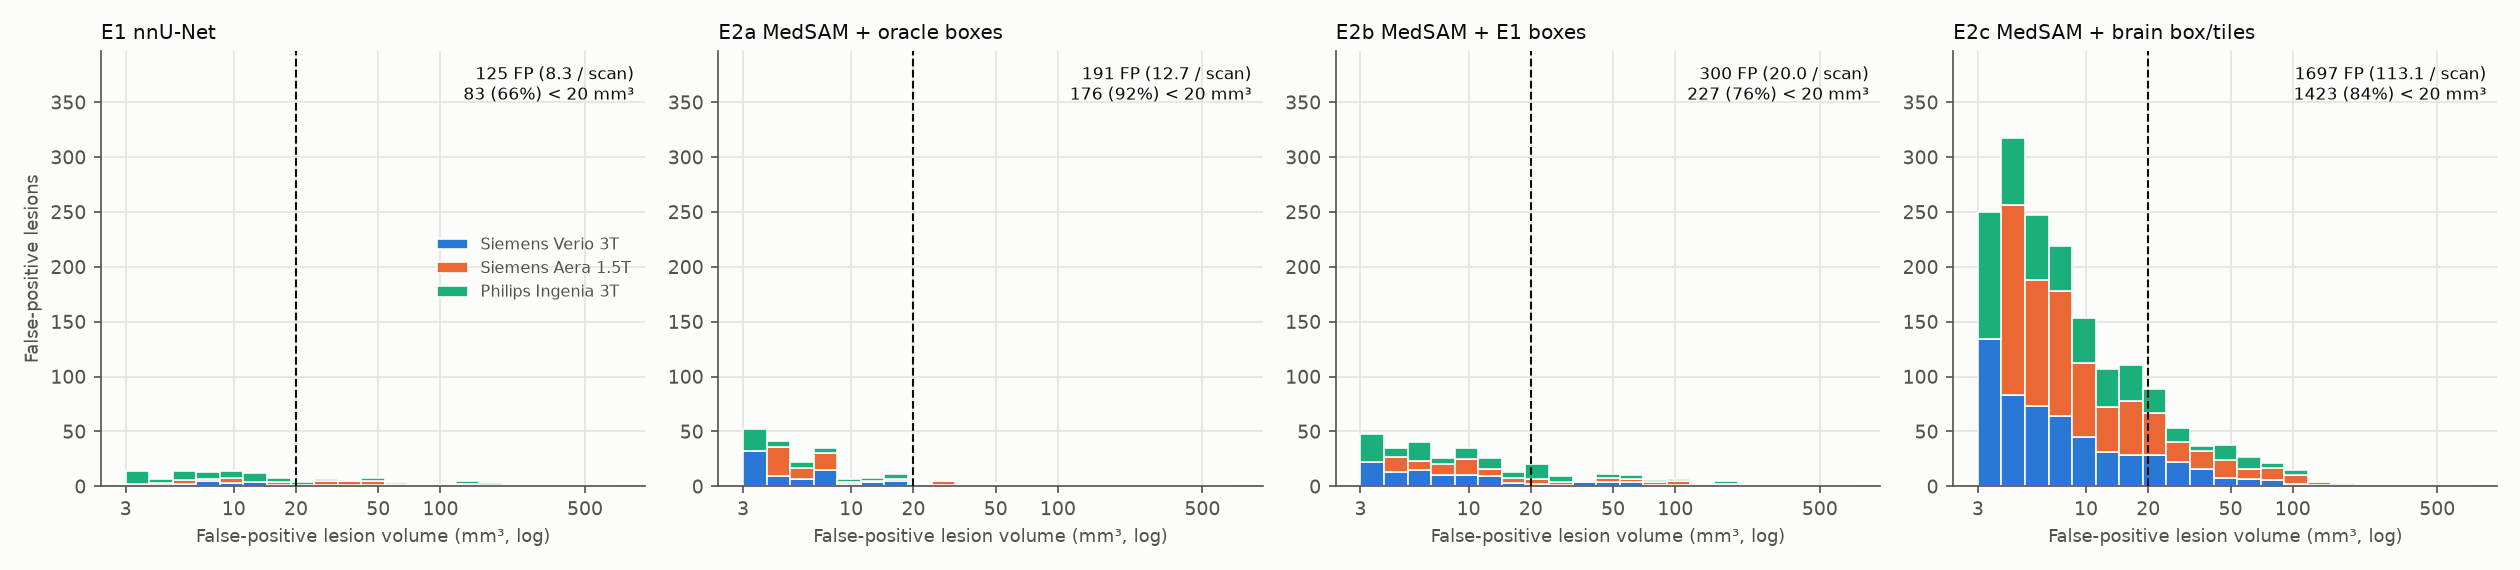 E1 nnU-Net
125 FP (8.3 / scan)
83 (66%) < 20 mm³
350
300
250
200
150
100
50
0
False-positive lesions
Siemens Verio 3T
Siemens Aera 1.5T
Philips Ingenia 3T
3 10 20 50 100 500
False-positive lesion volume (mm³, log)
E2a MedSAM + oracle boxes
191 FP (12.7 / scan)
176 (92%) < 20 mm³
350
300
250
200
150
100
50
0
3 10 20 50 100 500
False-positive lesion volume (mm³, log)
E2b MedSAM + E1 boxes
300 FP (20.0 / scan)
227 (76%) < 20 mm³
350
300
250
200
150
100
50
0
3 10 20 50 100 500
False-positive lesion volume (mm³, log)
E2c MedSAM + brain box/tiles
1697 FP (113.1 / scan)
1423 (84%) < 20 mm³
350
300
250
200
150
100
50
0
3 10 20 50 100 500
False-positive lesion volume (mm³, log)